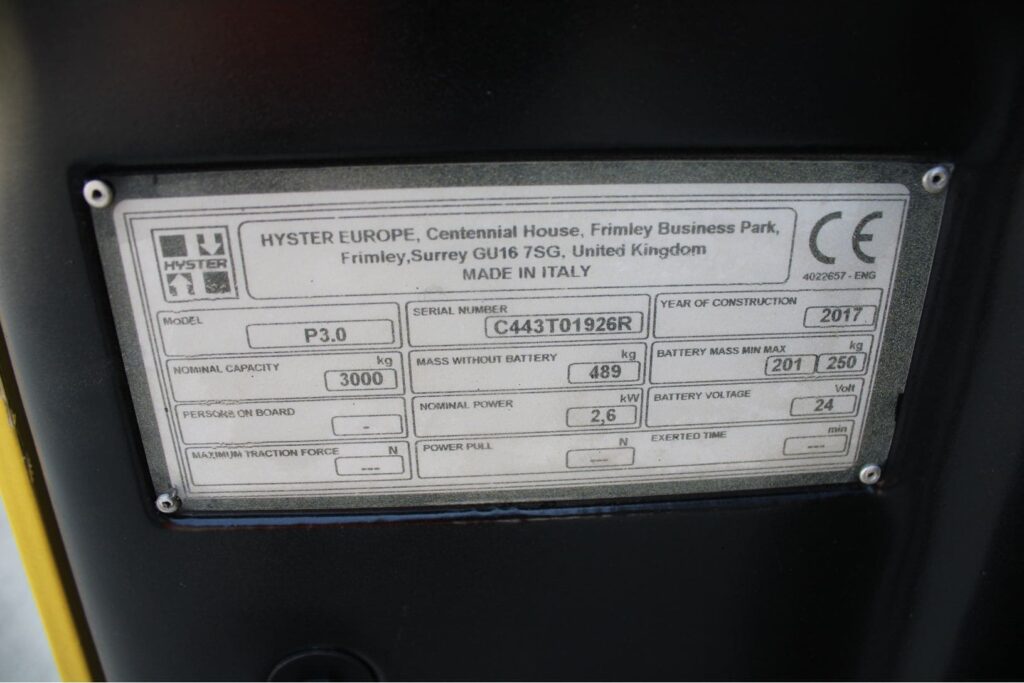 HYSTER
HYSTER EUROPE, Centennial House, Frimley Business Park,
Frimley,Surrey GU16 7SG, United Kingdom
MADE IN ITALY
CE
4022657 - ENG
MODEL P3.0
SERIAL NUMBER C443T01926R
YEAR OF CONSTRUCTION 2017
NOMINAL CAPACITY kg 3000
MASS WITHOUT BATTERY kg 489
BATTERY MASS MIN MAX kg 201 250
PERSONS ON BOARD -
NOMINAL POWER kW 2,6
BATTERY VOLTAGE Volt 24
MAXIMUM TRACTION FORCE N ---
POWER PULL N ---
EXERTED TIME min ---